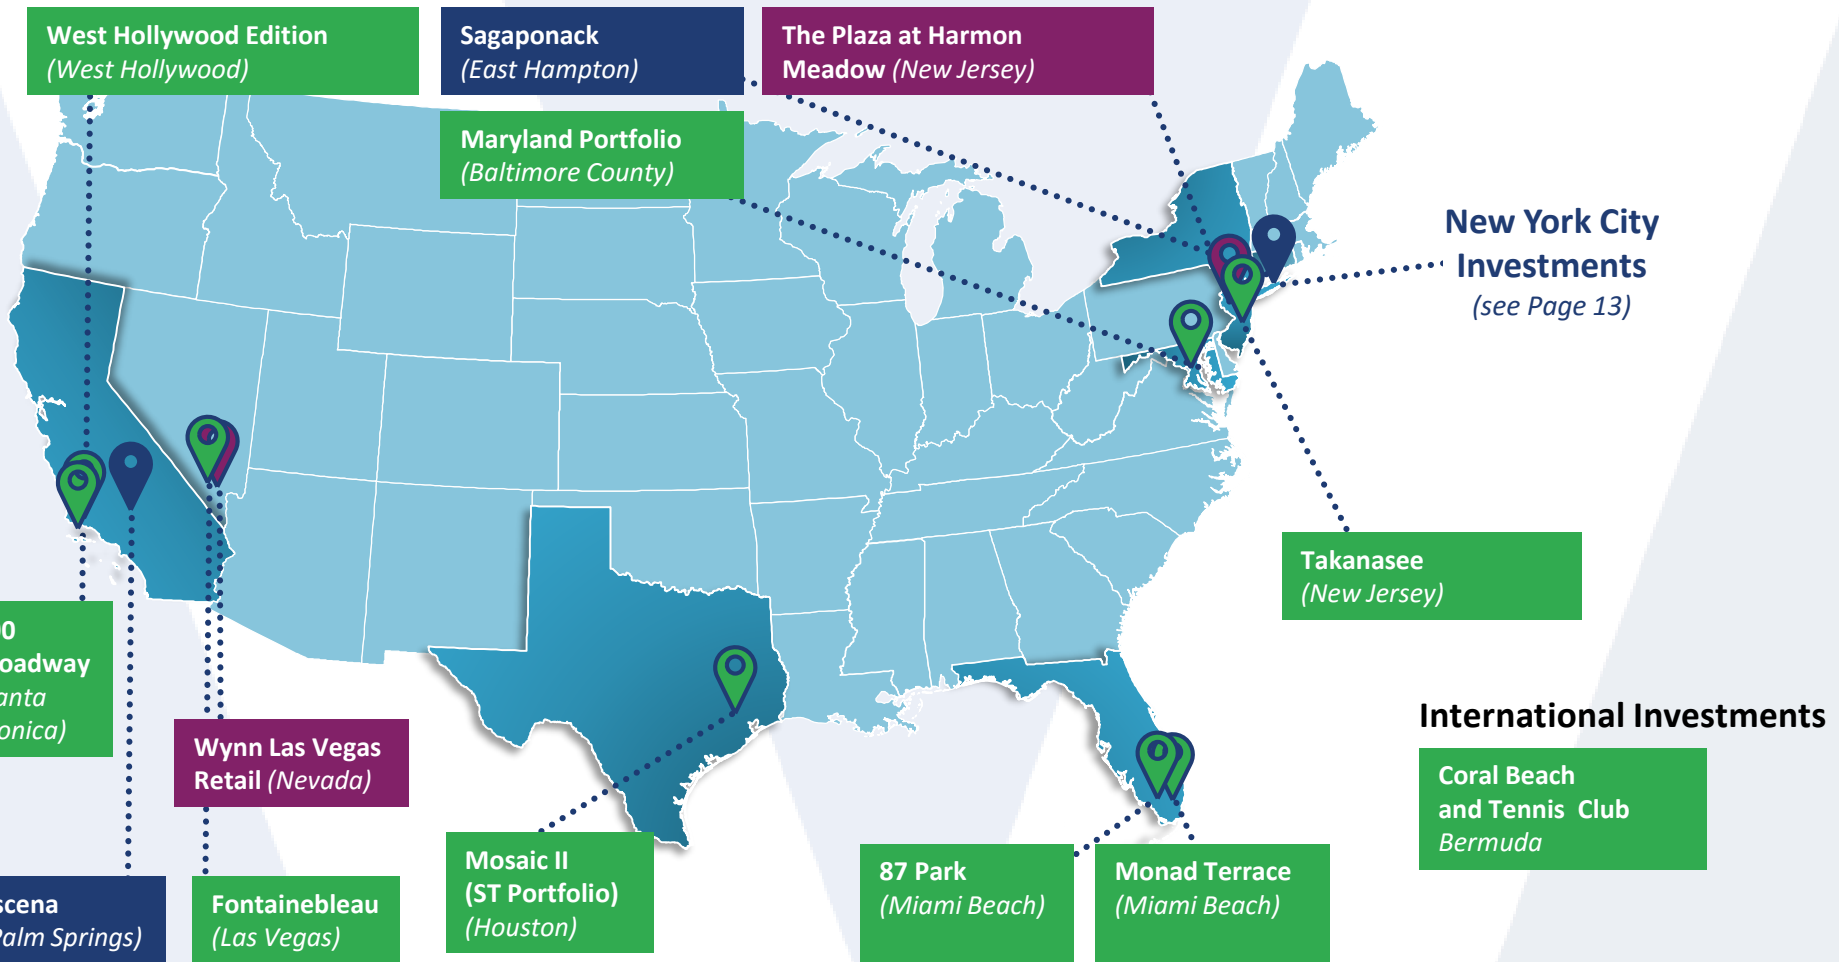 West Hollywood Edition
(West Hollywood)
Sagaponack
(East Hampton)
The Plaza at Harmon
Meadow (New Jersey)
Maryland Portfolio
(Baltimore County)
New York City
Investments
(see Page 13)
Takanasee
(New Jersey)
Wynn Las Vegas
Retail (Nevada)
International Investments
Coral Beach
and Tennis Club
Bermuda
Mosaic II
(ST Portfolio)
(Houston)
87 Park
(Miami Beach)
Monad Terrace
(Miami Beach)
Palm Springs)
Fontainebleau
(Las Vegas)